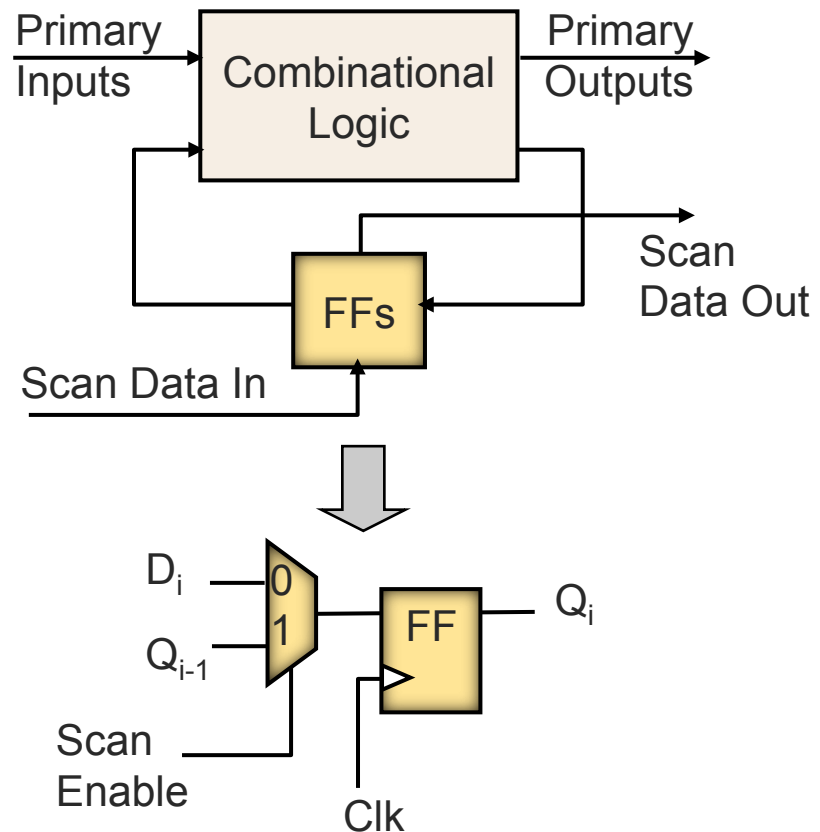 Primary
Inputs
Combinational
Logic
Primary
Outputs
Scan
Data Out
FFs
Scan Data In
Dᵢ
0
1
Qᵢ₋₁
FF
Qᵢ
Scan
Enable
Clk